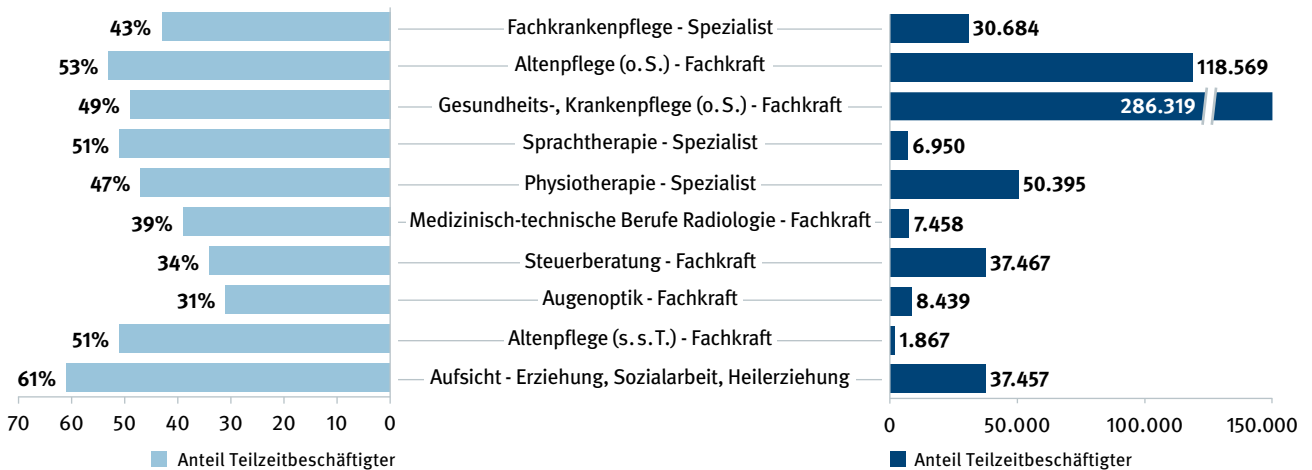 43% Fachkrankenpflege - Spezialist 30.684
53% Altenpflege (o. S.) - Fachkraft 118.569
49% Gesundheits-, Krankenpflege (o. S.) - Fachkraft 286.319
51% Sprachtherapie - Spezialist 6.950
47% Physiotherapie - Spezialist 50.395
39% Medizinisch-technische Berufe Radiologie - Fachkraft 7.458
34% Steuerberatung - Fachkraft 37.467
31% Augenoptik - Fachkraft 8.439
51% Altenpflege (s. s. T.) - Fachkraft 1.867
61% Aufsicht - Erziehung, Sozialarbeit, Heilerziehung 37.457
70 60 50 40 30 20 10 0 0 50.000 100.000 150.000
Anteil Teilzeitbeschäftigter Anteil Teilzeitbeschäftigter